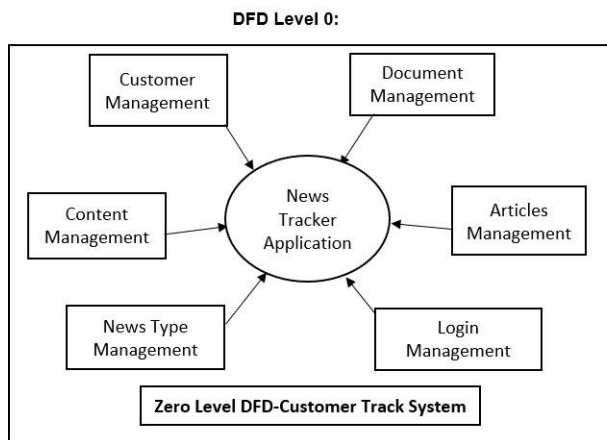 DFD Level 0:
Customer
Management
Document
Management
News
Tracker
Application
Content
Management
Articles
Management
News Type
Management
Login
Management
Zero Level DFD-Customer Track System